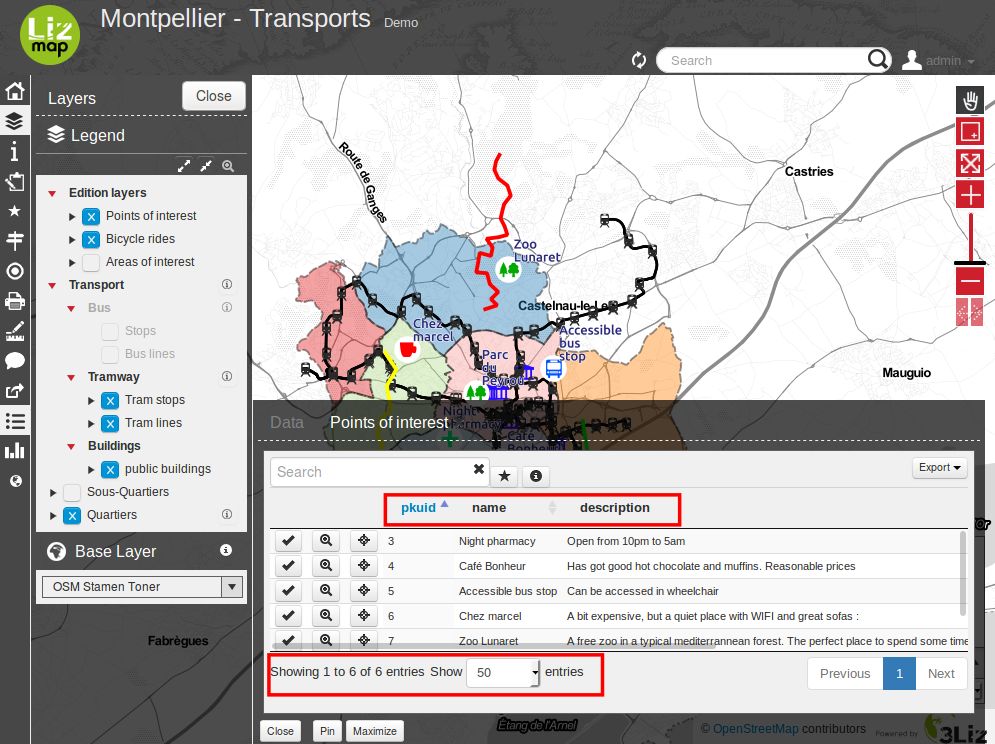 Liz
map
Montpellier - Transports Demo
Search
admin
Layers
Close
Legend
Edition layers
Points of interest
Bicycle rides
Areas of interest
Transport
Bus
Stops
Bus lines
Tramway
Tram stops
Tram lines
Buildings
public buildings
Sous-Quartiers
Quartiers
Base Layer
OSM Stamen Toner
Route de Ganges
Castries
Zoo
Lunaret
Castelnau-le-Lez
Chez
marcel
Accessible
bus
stop
Parc
du
Peyrou
Mauguio
Night
pharmacy
Café
Bonheur
Fabrègues
Étang de l'Arnel
Data Points of interest
Search
Export
pkuid name description
3 Night pharmacy Open from 10pm to 5am
4 Café Bonheur Has got good hot chocolate and muffins. Reasonable prices
5 Accessible bus stop Can be accessed in wheelchair
6 Chez marcel A bit expensive, but a quiet place with WIFI and great sofas :
7 Zoo Lunaret A free zoo in a typical mediterrannean forest. The perfect place to spend some time
Showing 1 to 6 of 6 entries Show 50 entries
Previous 1 Next
Close Pin Maximize
© OpenStreetMap contributors
Powered by 3Liz